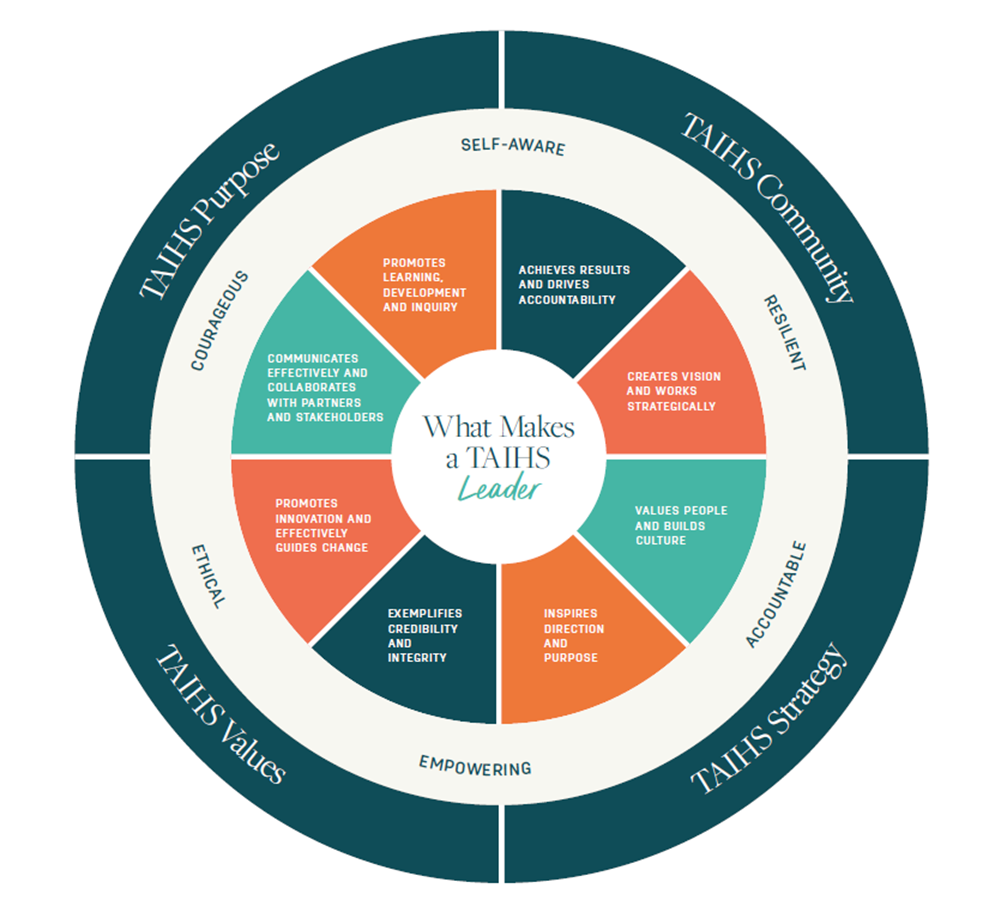 SELF-AWARE
TAIHS Purpose
TAIHS Community
COURAGEOUS
RESILIENT
PROMOTES
LEARNING,
DEVELOPMENT
AND INQUIRY
ACHIEVES RESULTS
AND DRIVES
ACCOUNTABILITY
COMMUNICATES
EFFECTIVELY AND
COLLABORATES
WITH PARTNERS
AND STAKEHOLDERS
CREATES VISION
AND WORKS
STRATEGICALLY
What Makes
a TAIHS
Leader
PROMOTES
INNOVATION AND
EFFECTIVELY
GUIDES CHANGE
VALUES PEOPLE
AND BUILDS
CULTURE
ETHICAL
ACCOUNTABLE
EXEMPLIFIES
CREDIBILITY
AND
INTEGRITY
INSPIRES
DIRECTION
AND
PURPOSE
TAIHS Values
TAIHS Strategy
EMPOWERING